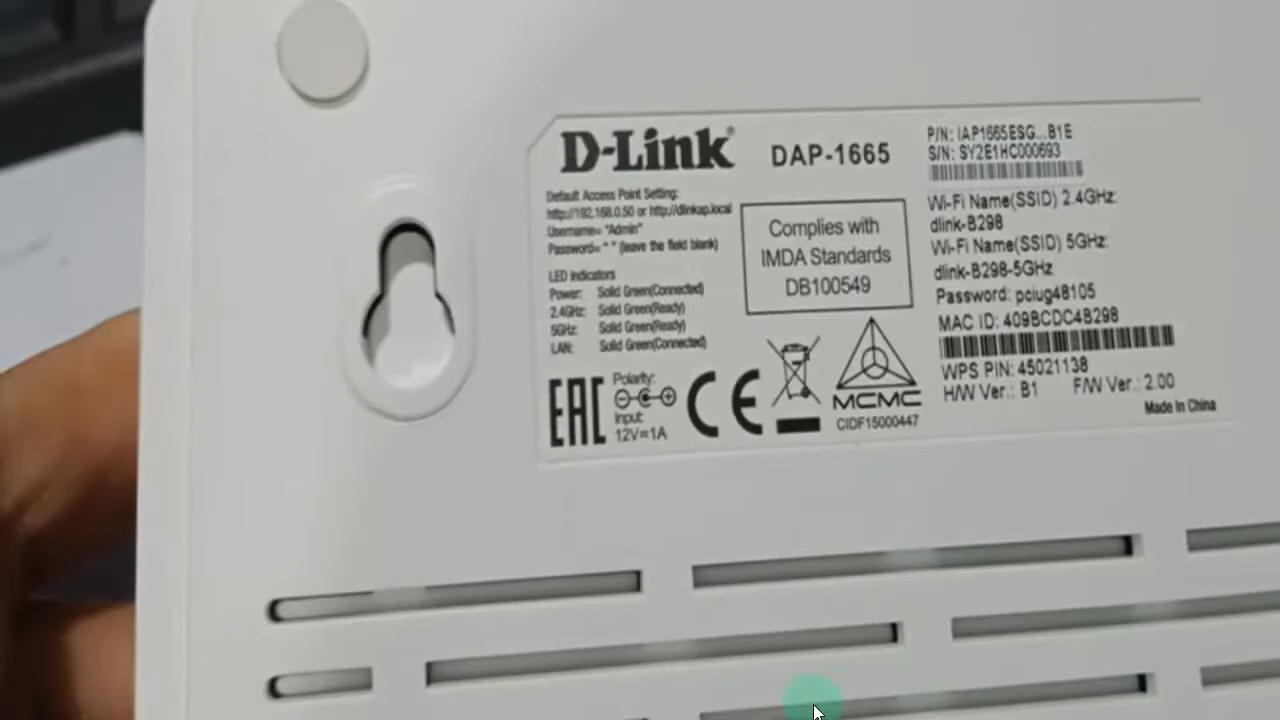 D-Link
DAP-1665
Default Access Point Setting:
http://192.168.0.50 or http://dlinkap.local
Username= "Admin"
Password= " " (leave the field blank)
LED Indicators
Power: Solid Green(Connected)
2.4GHz: Solid Green(Ready)
5GHz: Solid Green(Ready)
LAN: Solid Green(Connected)
EAC
Polarity:
Input:
12V=1A
CE
Complies with
IMDA Standards
DB100549
MCMC
CIDF15000447
P/N: IAP1665ESG...B1E
S/N: SY2E1HC000693
Wi-Fi Name(SSID) 2.4GHz:
dlink-B298
Wi-Fi Name(SSID) 5GHz:
dlink-B298-5GHz
Password: pciug48105
MAC ID: 409BCDC4B298
WPS PIN: 45021138
H/W Ver.: B1 F/W Ver.: 2.00
Made In China